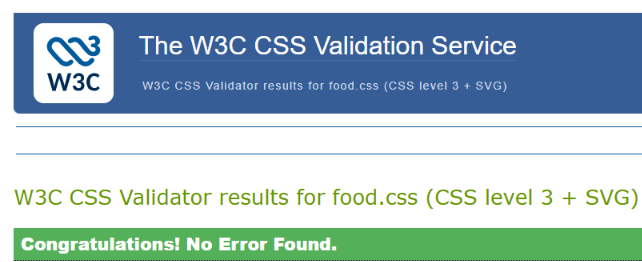 W3C
The W3C CSS Validation Service
W3C CSS Validator results for food.css (CSS level 3 + SVG)
W3C CSS Validator results for food.css (CSS level 3 + SVG)
Congratulations! No Error Found.